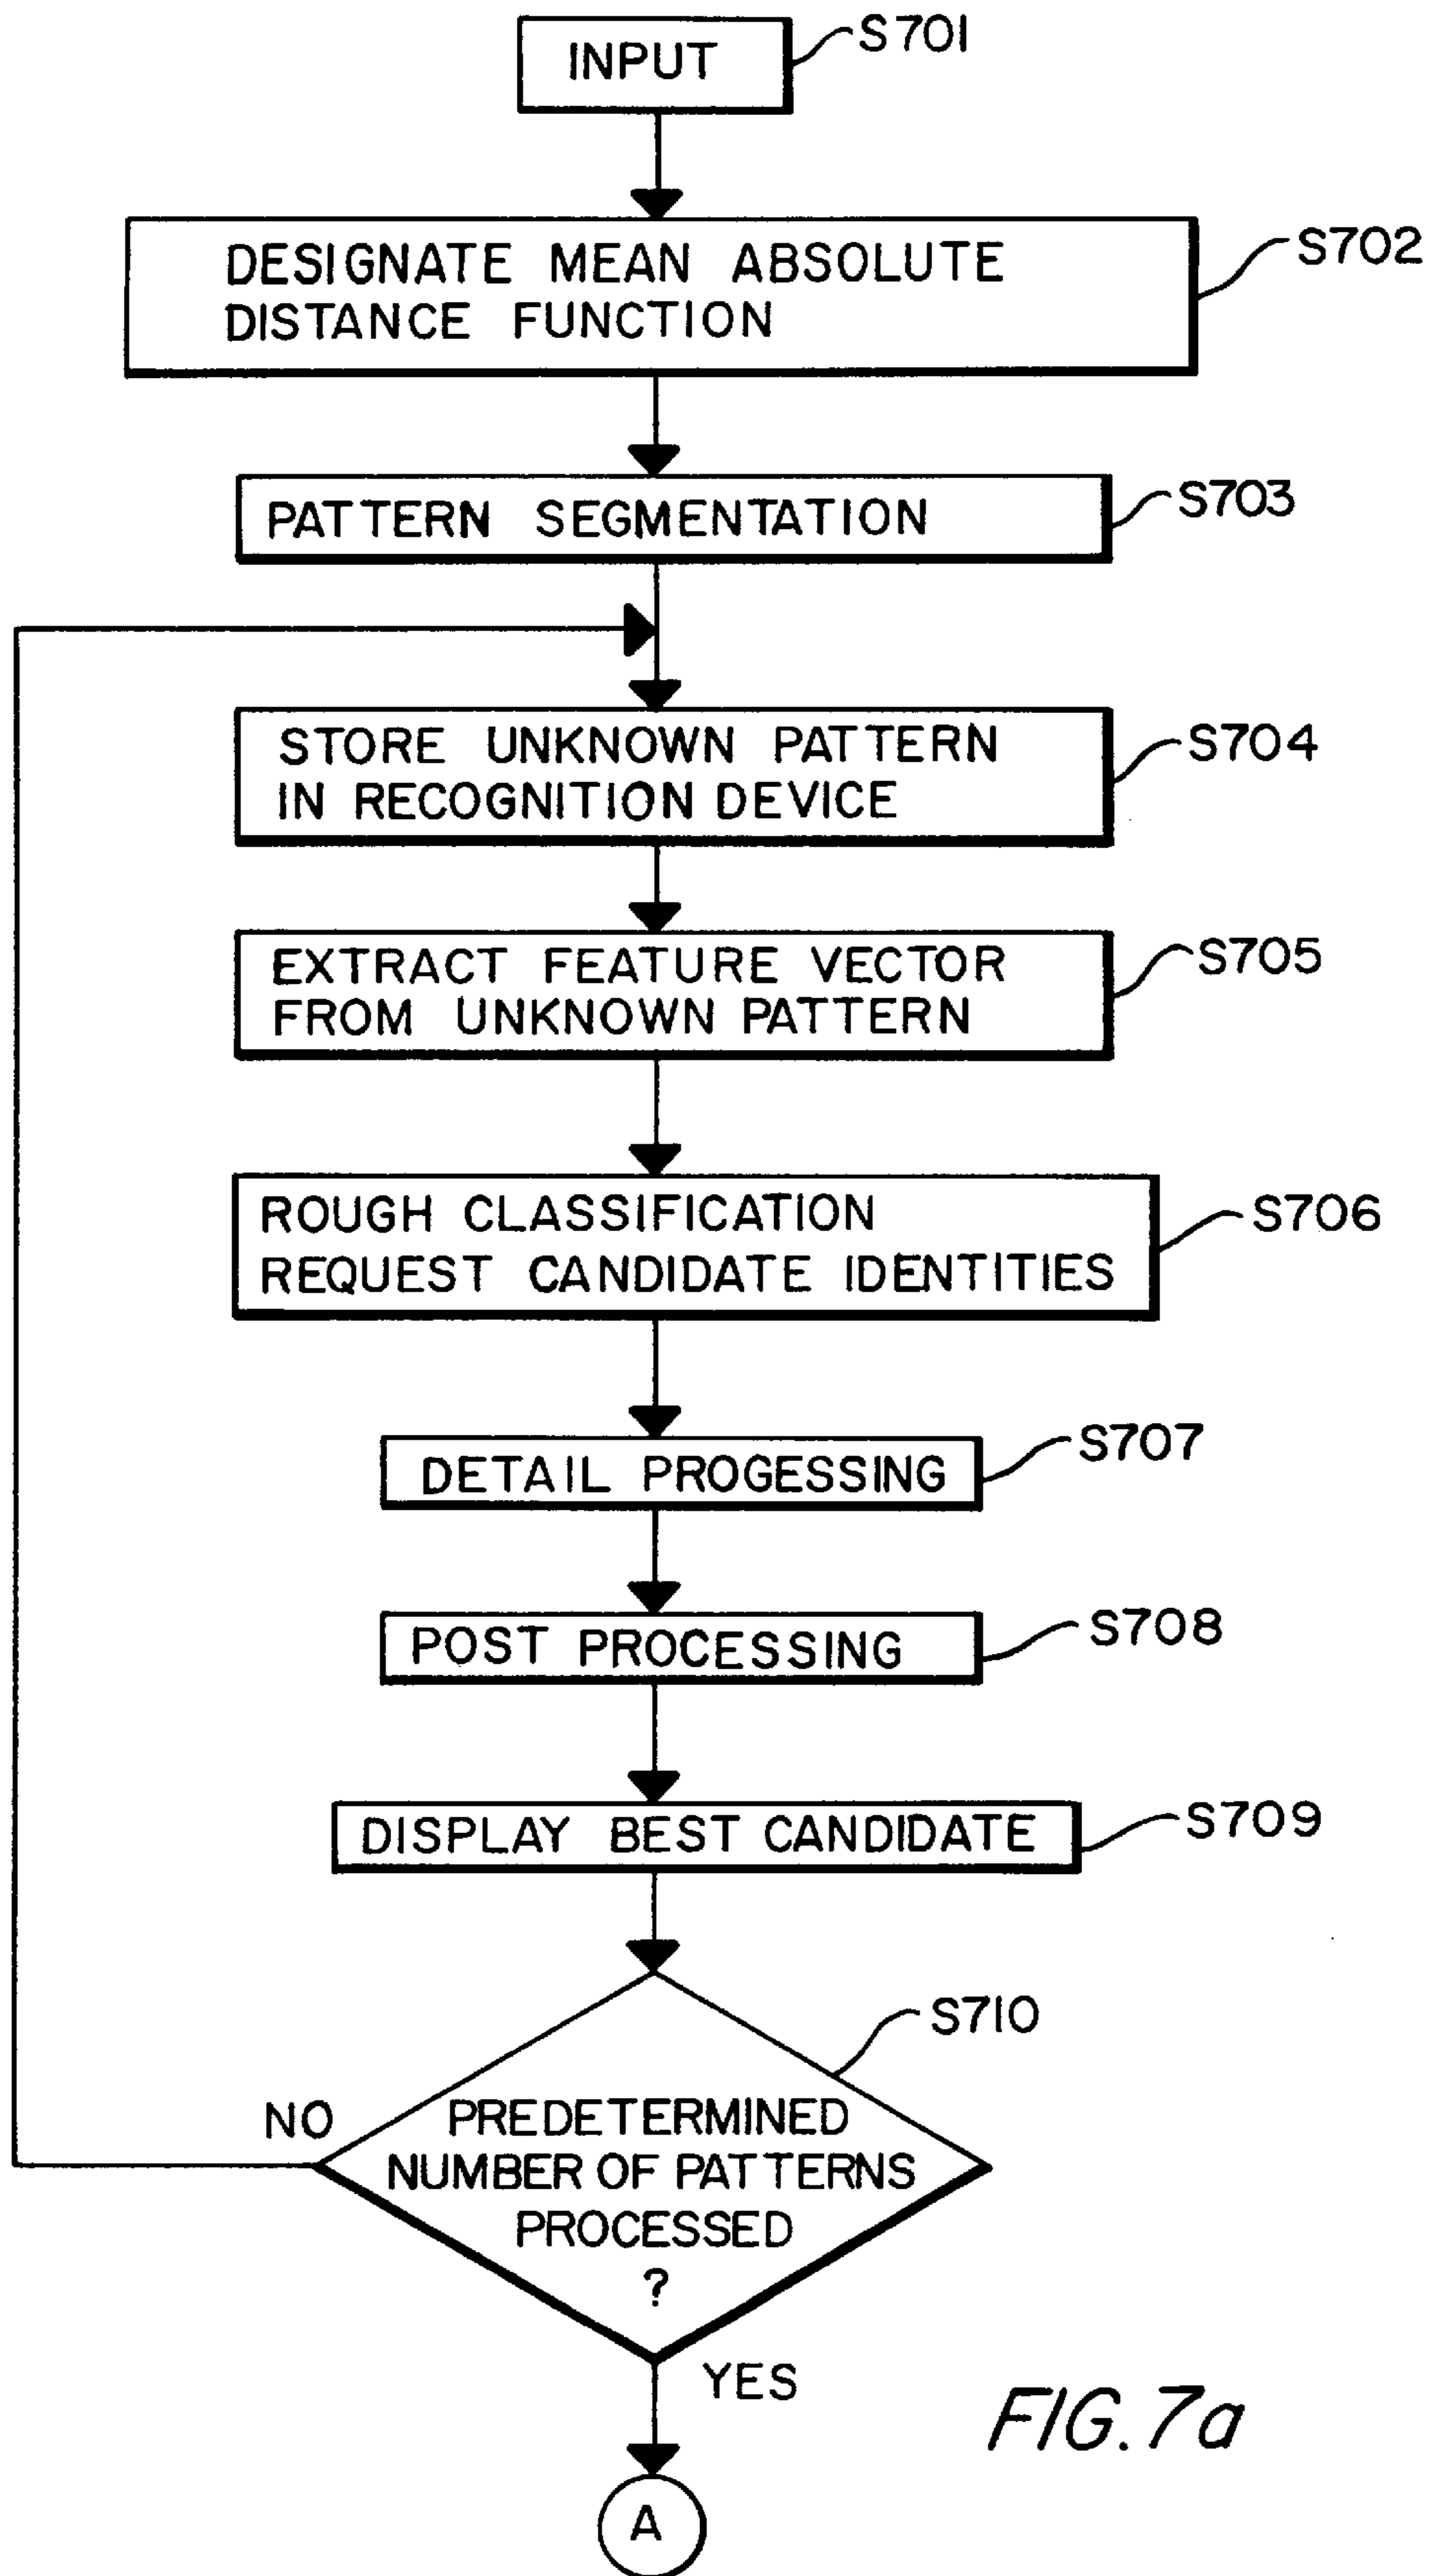 INPUT
S701
DESIGNATE MEAN ABSOLUTE
DISTANCE FUNCTION
S702
PATTERN SEGMENTATION
S703
STORE UNKNOWN PATTERN
IN RECOGNITION DEVICE
S704
EXTRACT FEATURE VECTOR
FROM UNKNOWN PATTERN
S705
ROUGH CLASSIFICATION
REQUEST CANDIDATE IDENTITIES
S706
DETAIL PROGESSING
S707
POST PROCESSING
S708
DISPLAY BEST CANDIDATE
S709
S710
NO
PREDETERMINED
NUMBER OF PATTERNS
PROCESSED
?
YES
A
FIG. 7a